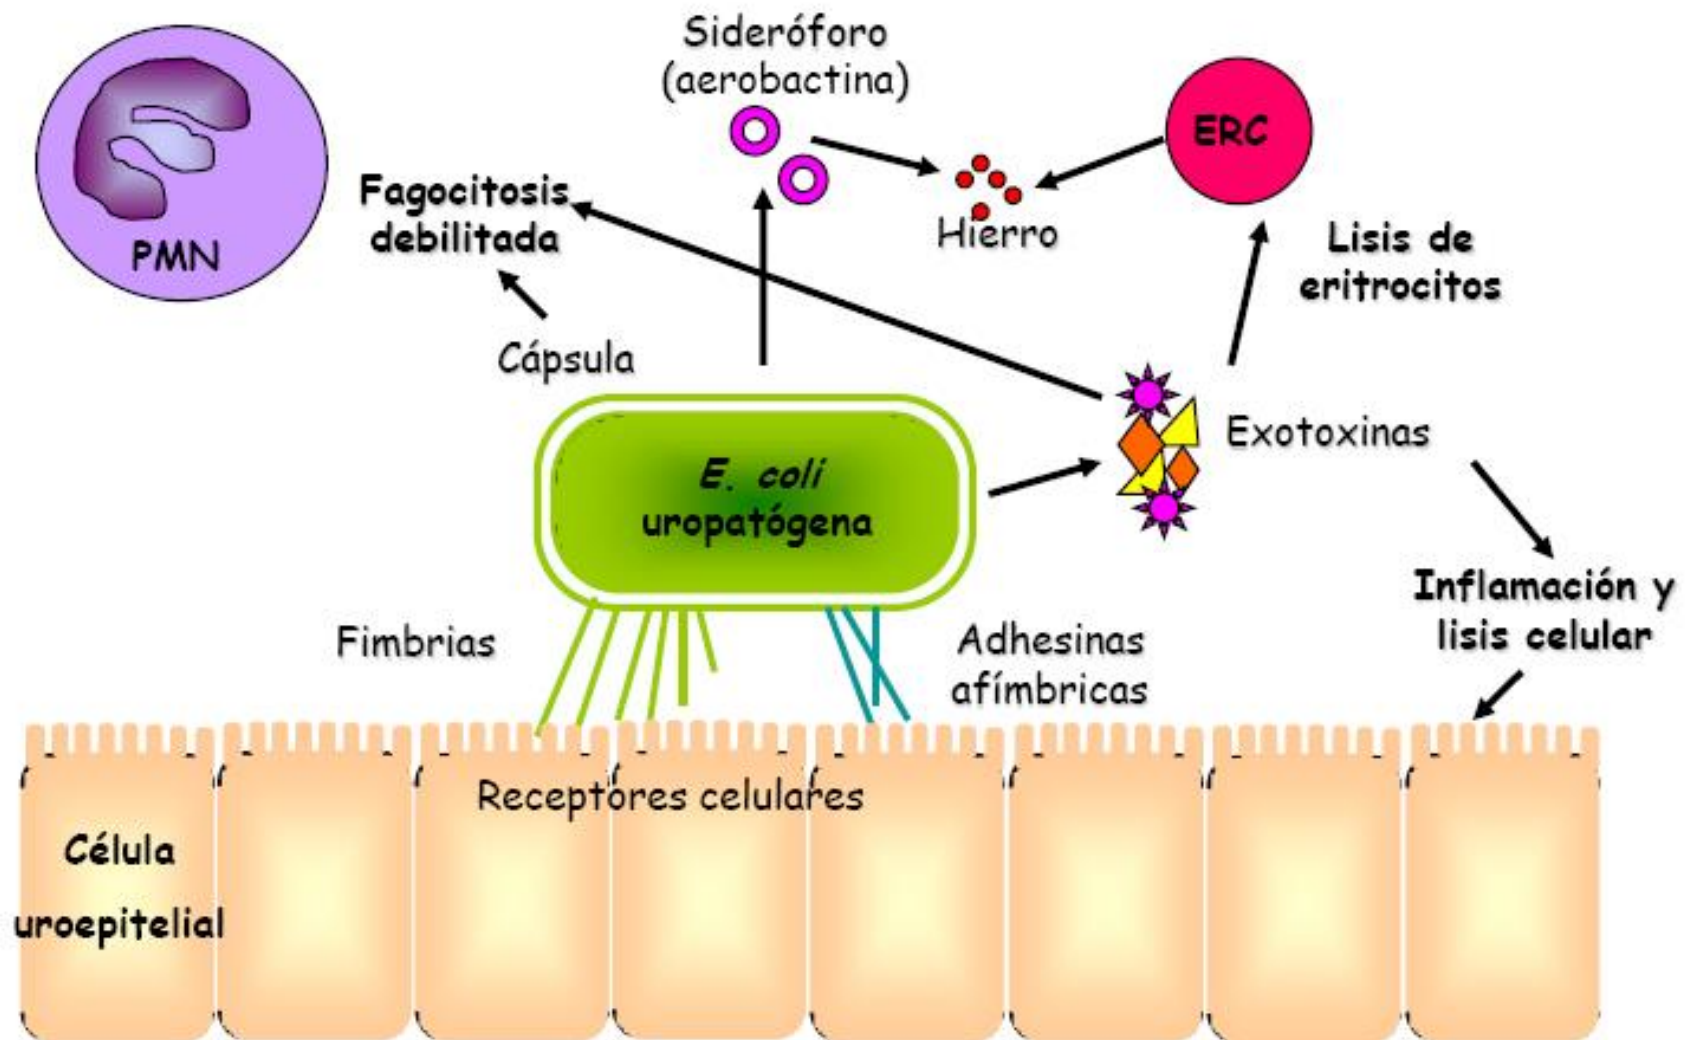 Sideróforo
(aerobactina)
ERC
Fagocitosis
debilitada
PMN
Hierro
Lisis de
eritrocitos
Cápsula
Exotoxinas
E. coli
uropatógena
Inflamación y
lisis celular
Fimbrias
Adhesinas
afímbricas
Receptores celulares
Célula
uroepitelial